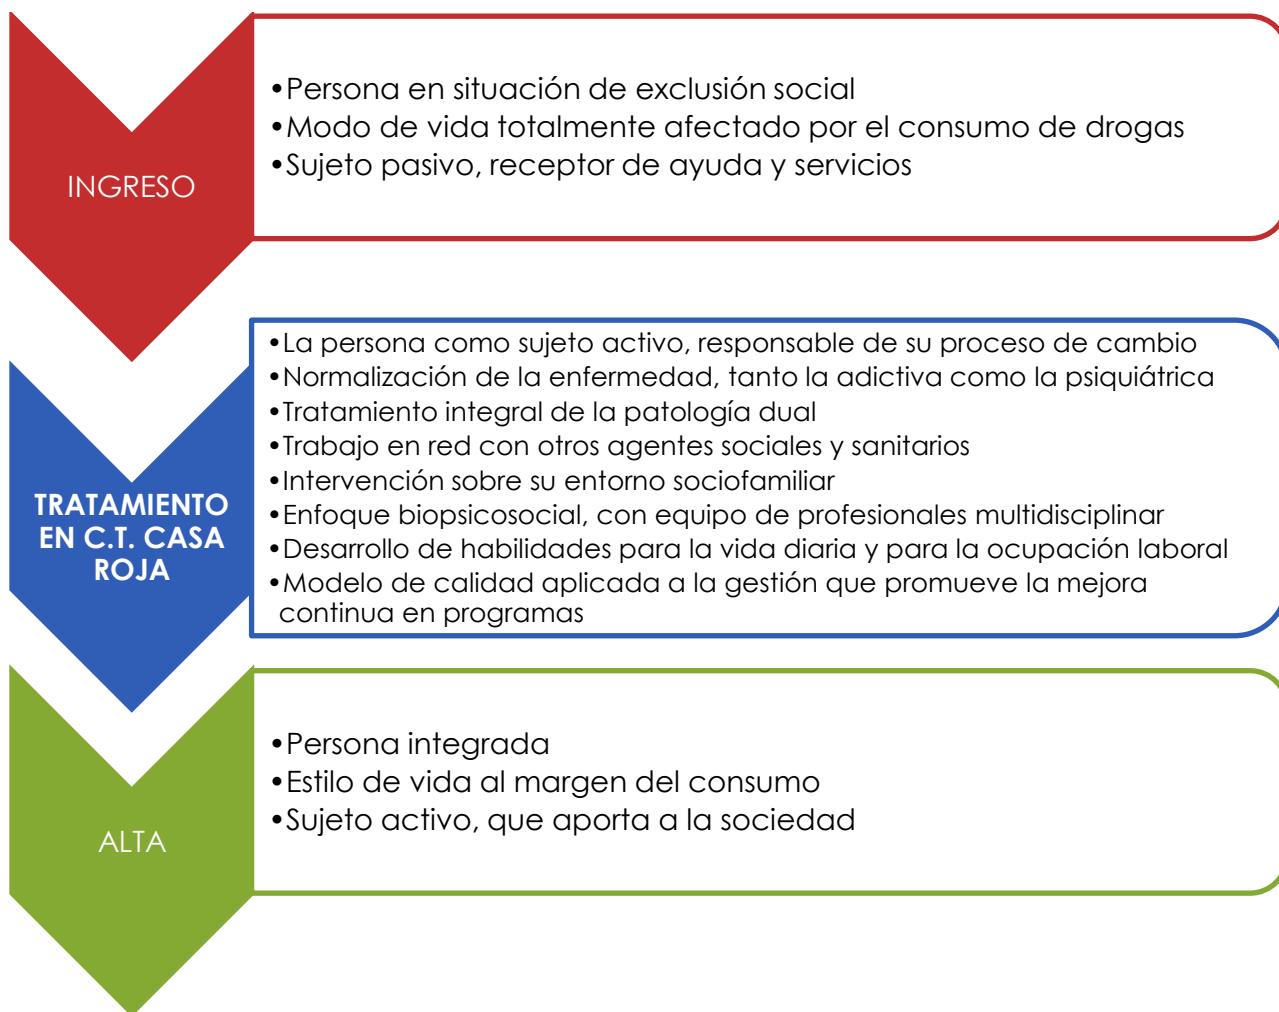 INGRESO
•Persona en situación de exclusión social
•Modo de vida totalmente afectado por el consumo de drogas
•Sujeto pasivo, receptor de ayuda y servicios
TRATAMIENTO
EN C.T. CASA
ROJA
•La persona como sujeto activo, responsable de su proceso de cambio
•Normalización de la enfermedad, tanto la adictiva como la psiquiátrica
•Tratamiento integral de la patología dual
•Trabajo en red con otros agentes sociales y sanitarios
•Intervención sobre su entorno sociofamiliar
•Enfoque biopsicosocial, con equipo de profesionales multidisciplinar
•Desarrollo de habilidades para la vida diaria y para la ocupación laboral
•Modelo de calidad aplicada a la gestión que promueve la mejora
continua en programas
ALTA
•Persona integrada
•Estilo de vida al margen del consumo
•Sujeto activo, que aporta a la sociedad